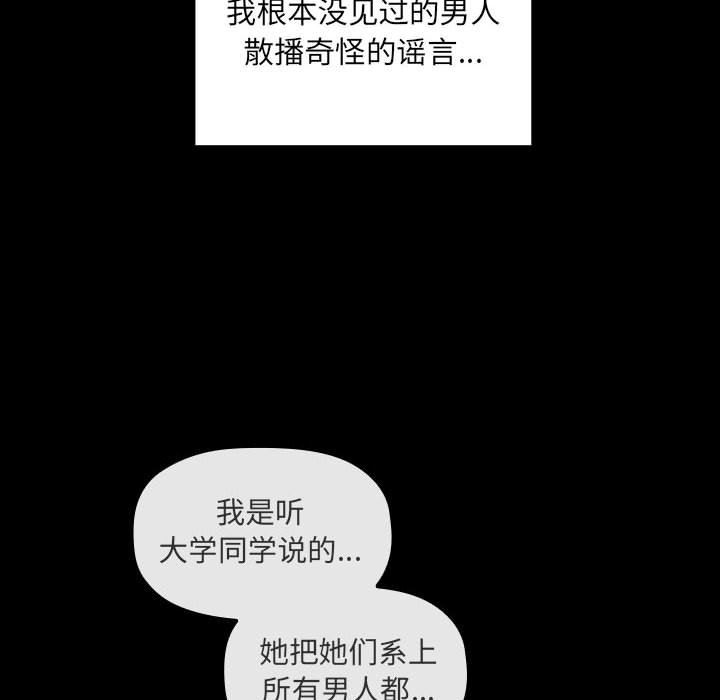 我根本没见过的男人
散播奇怪的谣言...
我是听
大学同学说的...
她把她们系上
所有男人都...